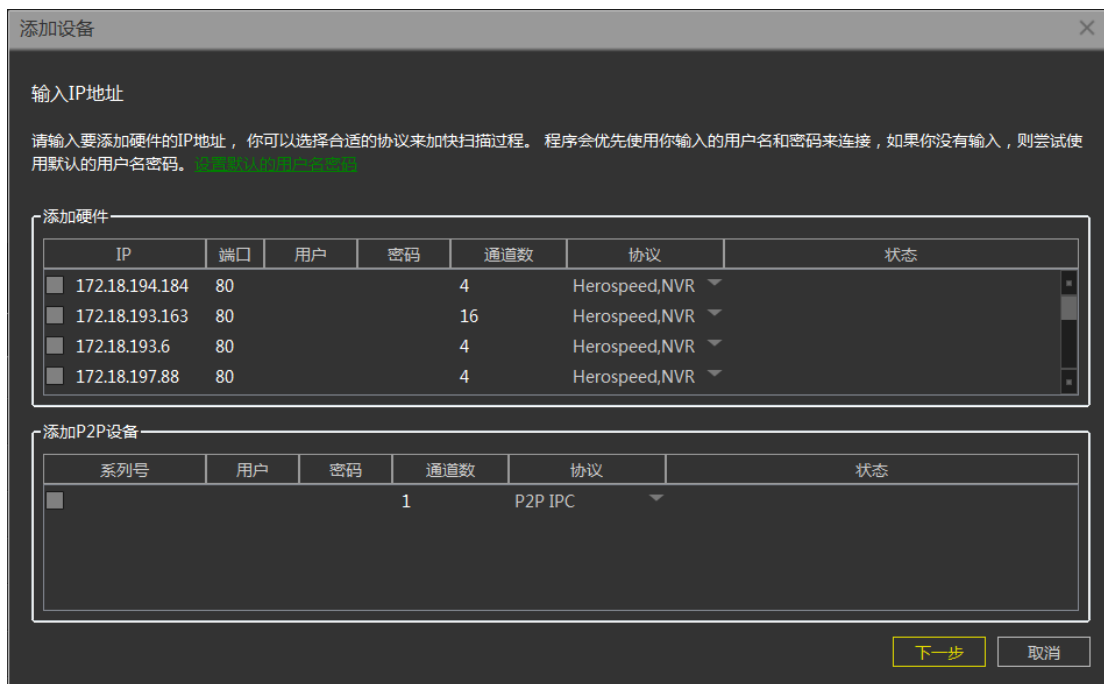 添加设备
输入IP地址
请输入要添加硬件的IP地址，你可以选择合适的协议来加快扫描过程。 程序会优先使用你输入的用户名和密码来连接，如果你没有输入，则尝试使
用默认的用户名密码。设置默认的用户名密码
添加硬件
IP 端口 用户 密码 通道数 协议 状态
172.18.194.184 80 4 Herospeed,NVR
172.18.193.163 80 16 Herospeed,NVR
172.18.193.6 80 4 Herospeed,NVR
172.18.197.88 80 4 Herospeed,NVR
添加P2P设备
系列号 用户 密码 通道数 协议 状态
1 P2P IPC
下一步 取消